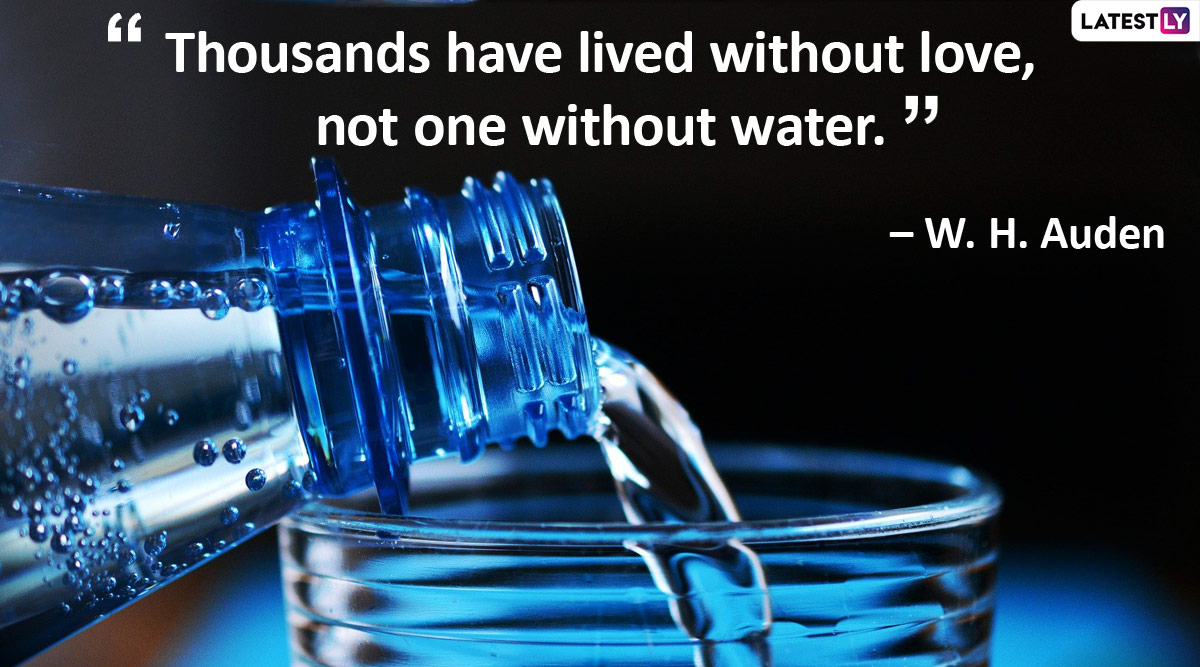 LATESTLY
“ Thousands have lived without love,
not one without water. ”
– W. H. Auden